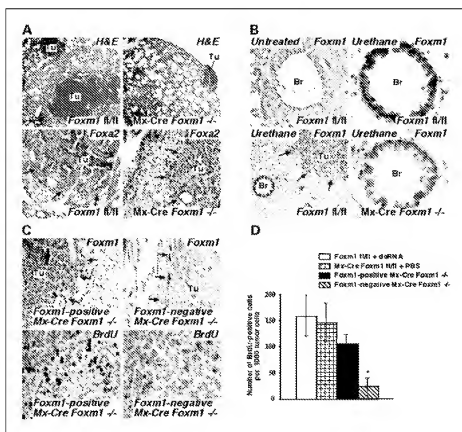 A
H&E
H&E
Tu
Tu
Tu
Foxm1 fl/fl
Mx-Cre Foxm1 -/-
Foxa2
Foxa2
Tu
Tu
Foxm1 fl/fl
Mx-Cre Foxm1 -/-
B
Untreated
Foxm1
Urethane
Foxm1
Br
Br
Foxm1 fl/fl
Foxm1 fl/fl
Urethane
Foxm1
Urethane
Foxm1
Tu
Br
Br
Foxm1 fl/fl
Mx-Cre Foxm1 -/-
C
Foxm1
Foxm1
Tu
Tu
Foxm1-positive
Mx-Cre Foxm1 -/-
Foxm1-negative
Mx-Cre Foxm1 -/-
BrdU
BrdU
Foxm1-positive
Mx-Cre Foxm1 -/-
Foxm1-negative
Mx-Cre Foxm1 -/-
D
Foxm1 fl/fl + dsRNA
Mx-Cre Foxm1 fl/fl + PBS
Foxm1-positive Mx-Cre Foxm1 -/-
Foxm1-negative Mx-Cre Foxm1 -/-
Number of BrdU-positive cells
per 1000 tumor cells
200
150
100
50
0
*